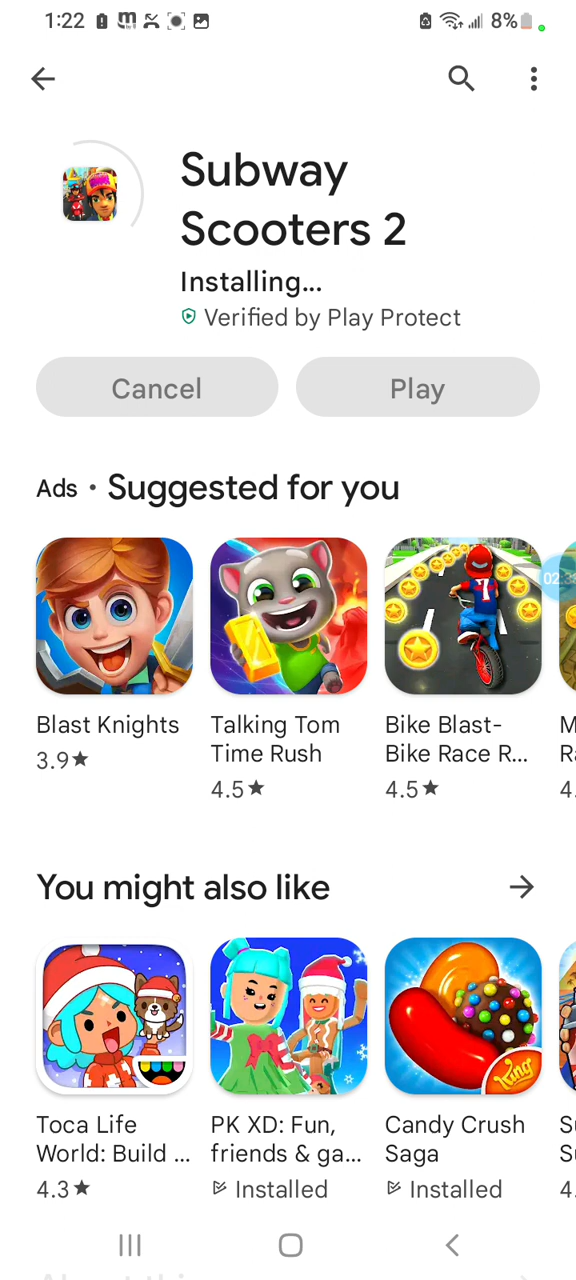 1:22
8%
Subway
Scooters 2
Installing...
Verified by Play Protect
Cancel
Play
Ads • Suggested for you
Blast Knights
3.9★
Talking Tom
Time Rush
4.5★
Bike Blast-
Bike Race R...
4.5★
You might also like
Toca Life
World: Build ...
4.3★
PK XD: Fun,
friends & ga...
Installed
King
Candy Crush
Saga
Installed